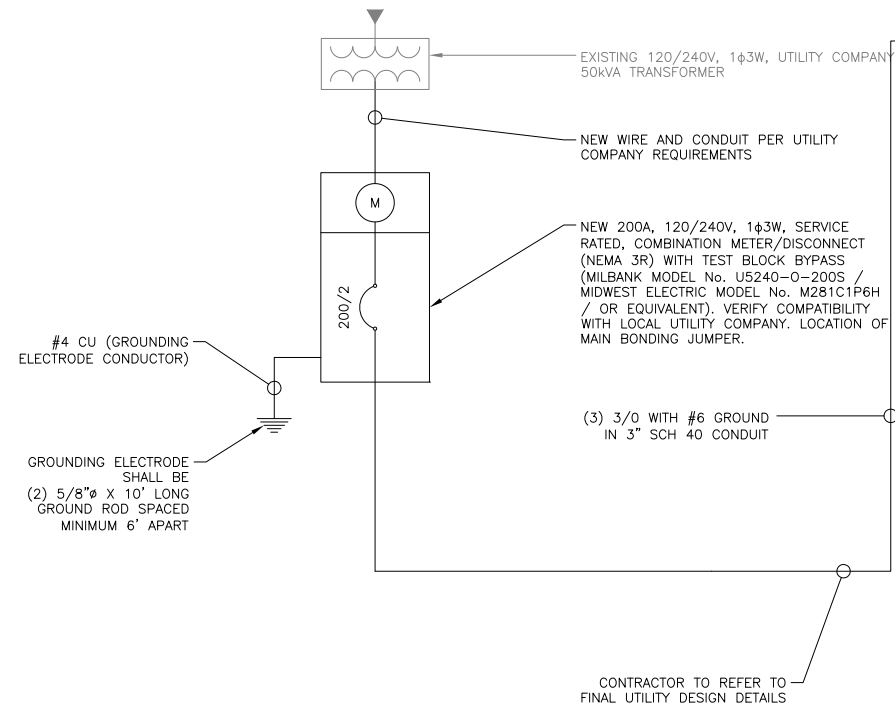 EXISTING 120/240V, 1ϕ3W, UTILITY COMPANY
50kVA TRANSFORMER
NEW WIRE AND CONDUIT PER UTILITY
COMPANY REQUIREMENTS
M
NEW 200A, 120/240V, 1ϕ3W, SERVICE
RATED, COMBINATION METER/DISCONNECT
(NEMA 3R) WITH TEST BLOCK BYPASS
(MILBANK MODEL No. U5240-O-200S /
MIDWEST ELECTRIC MODEL No. M281C1P6H
/ OR EQUIVALENT). VERIFY COMPATIBILITY
WITH LOCAL UTILITY COMPANY. LOCATION OF
MAIN BONDING JUMPER.
200/2
#4 CU (GROUNDING
ELECTRODE CONDUCTOR)
(3) 3/0 WITH #6 GROUND
IN 3" SCH 40 CONDUIT
GROUNDING ELECTRODE
SHALL BE
(2) 5/8"ø X 10' LONG
GROUND ROD SPACED
MINIMUM 6' APART
CONTRACTOR TO REFER TO
FINAL UTILITY DESIGN DETAILS